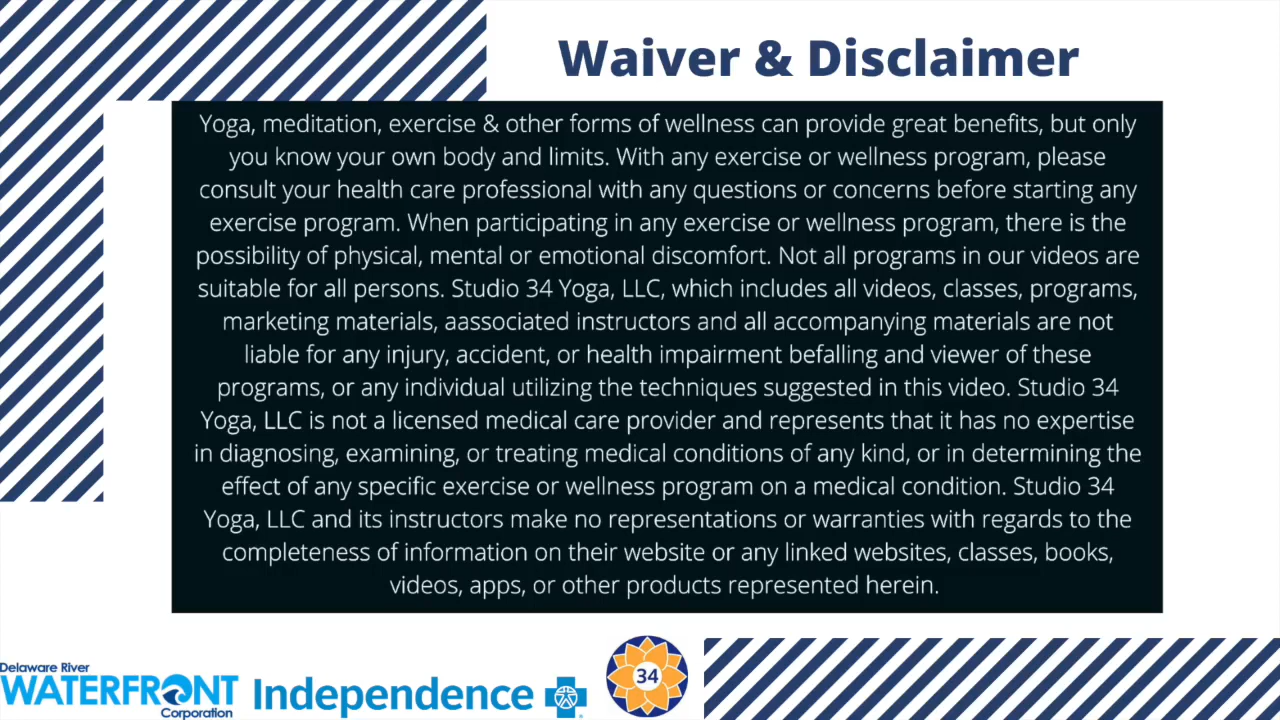 Waiver & Disclaimer
Yoga, meditation, exercise & other forms of wellness can provide great benefits, but only
you know your own body and limits. With any exercise or wellness program, please
consult your health care professional with any questions or concerns before starting any
exercise program. When participating in any exercise or wellness program, there is the
possibility of physical, mental or emotional discomfort. Not all programs in our videos are
suitable for all persons. Studio 34 Yoga, LLC, which includes all videos, classes, programs,
marketing materials, aassociated instructors and all accompanying materials are not
liable for any injury, accident, or health impairment befalling and viewer of these
programs, or any individual utilizing the techniques suggested in this video. Studio 34
Yoga, LLC is not a licensed medical care provider and represents that it has no expertise
in diagnosing, examining, or treating medical conditions of any kind, or in determining the
effect of any specific exercise or wellness program on a medical condition. Studio 34
Yoga, LLC and its instructors make no representations or warranties with regards to the
completeness of information on their website or any linked websites, classes, books,
videos, apps, or other products represented herein.
Delaware River
WATERFRONT
Corporation
Independence
34